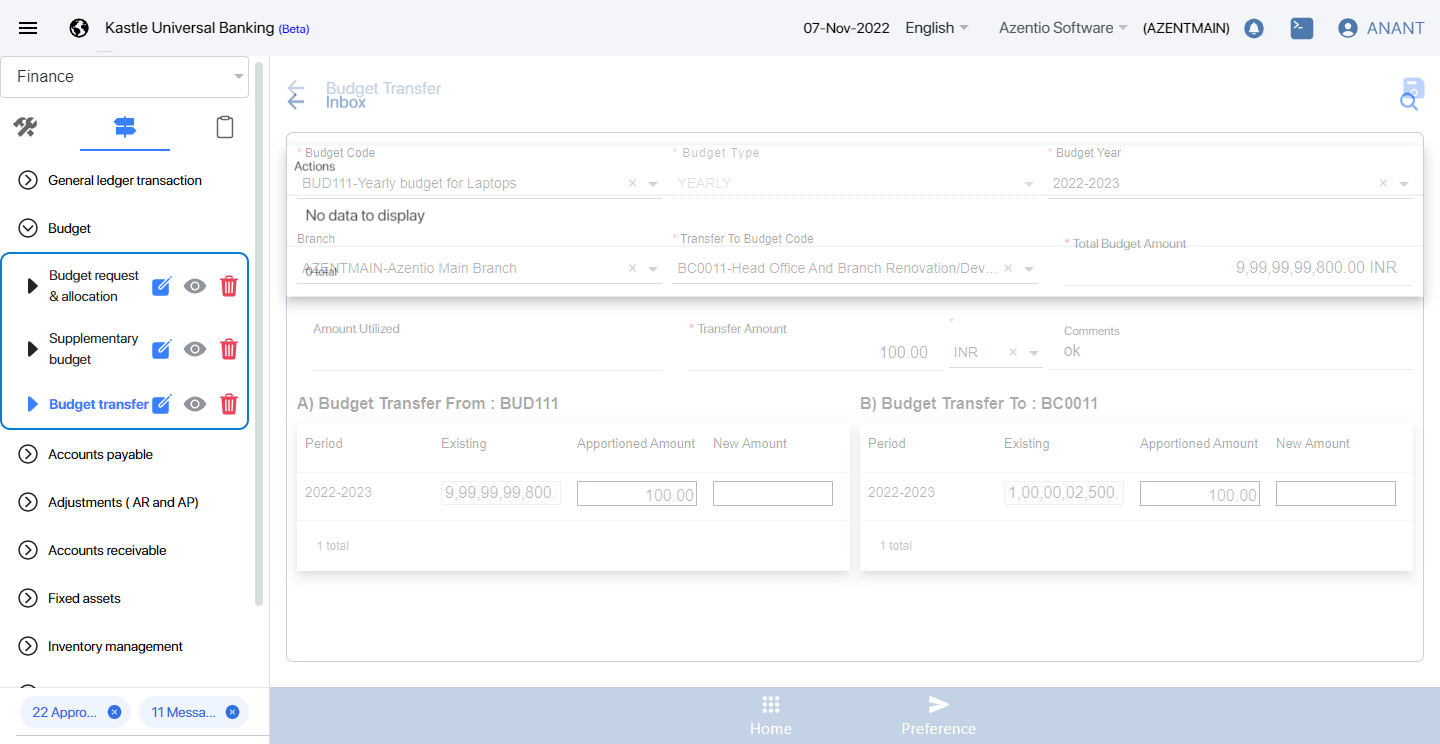 Kastle Universal Banking (Beta)
07-Nov-2022
English
Azentio Software
(AZENTMAIN)
ANANT
Finance
General ledger transaction
Budget
Budget request & allocation
Supplementary budget
Budget transfer
Accounts payable
Adjustments ( AR and AP)
Accounts receivable
Fixed assets
Inventory management
22 Appro...
11 Messa...
Budget Transfer
Inbox
* Budget Code
* Budget Type
* Budget Year
Actions
BUD111-Yearly budget for Laptops
YEARLY
2022-2023
No data to display
Branch
* Transfer To Budget Code
* Total Budget Amount
AZENTMAIN-Azentio Main Branch
0 total
BC0011-Head Office And Branch Renovation/Dev...
9,99,99,99,800.00 INR
Amount Utilized
* Transfer Amount
*
Comments
100.00
INR
ok
A) Budget Transfer From : BUD111
B) Budget Transfer To : BC0011
Period Existing Apportioned Amount New Amount
Period Existing Apportioned Amount New Amount
2022-2023 9,99,99,99,800. 100.00
2022-2023 1,00,00,02,500. 100.00
1 total
1 total
Home
Preference